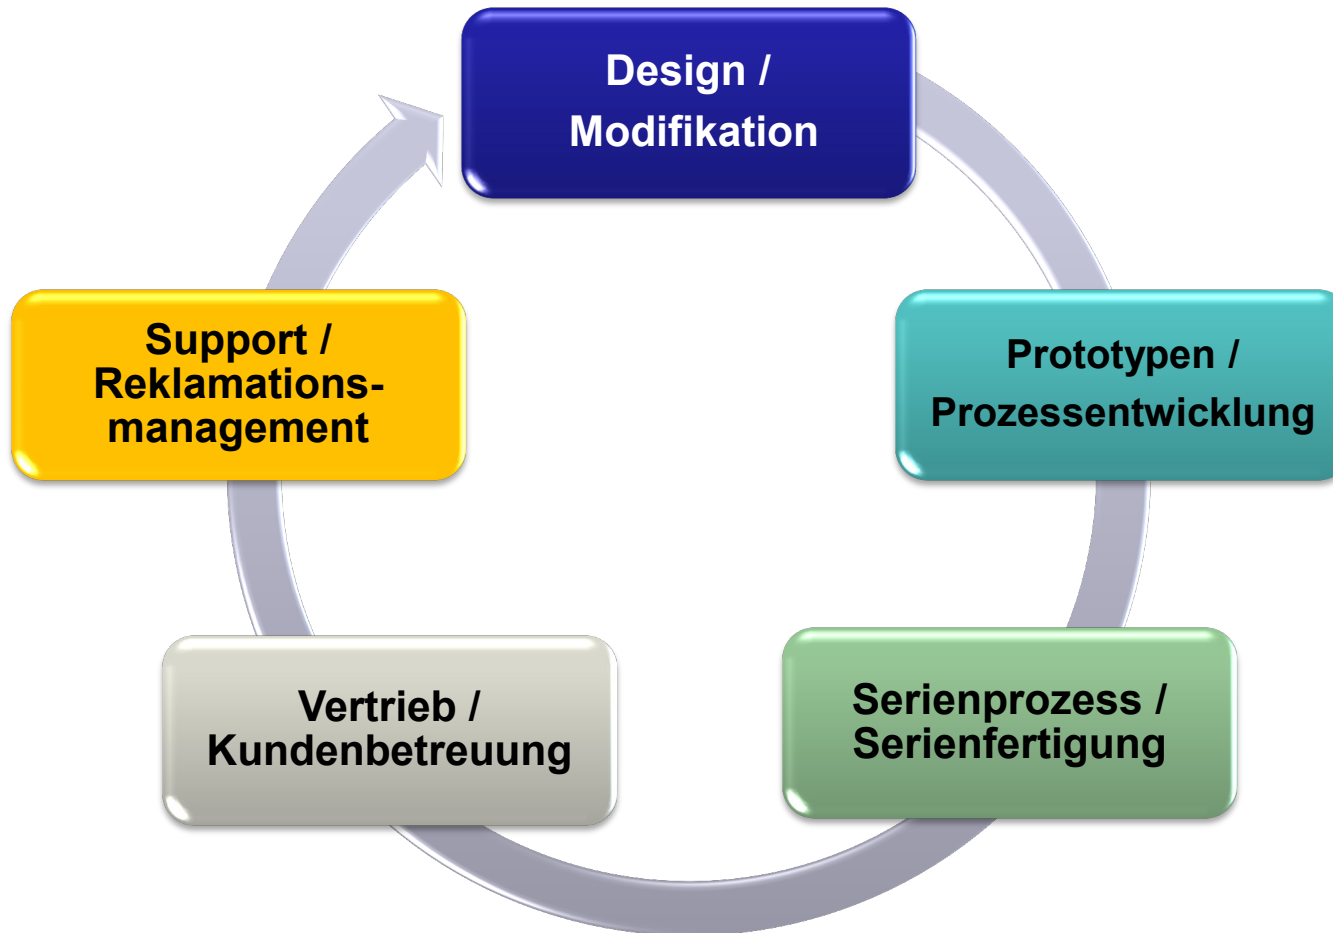 Design /
Modifikation
Prototypen /
Prozessentwicklung
Serienprozess /
Serienfertigung
Vertrieb /
Kundenbetreuung
Support /
Reklamations-
management